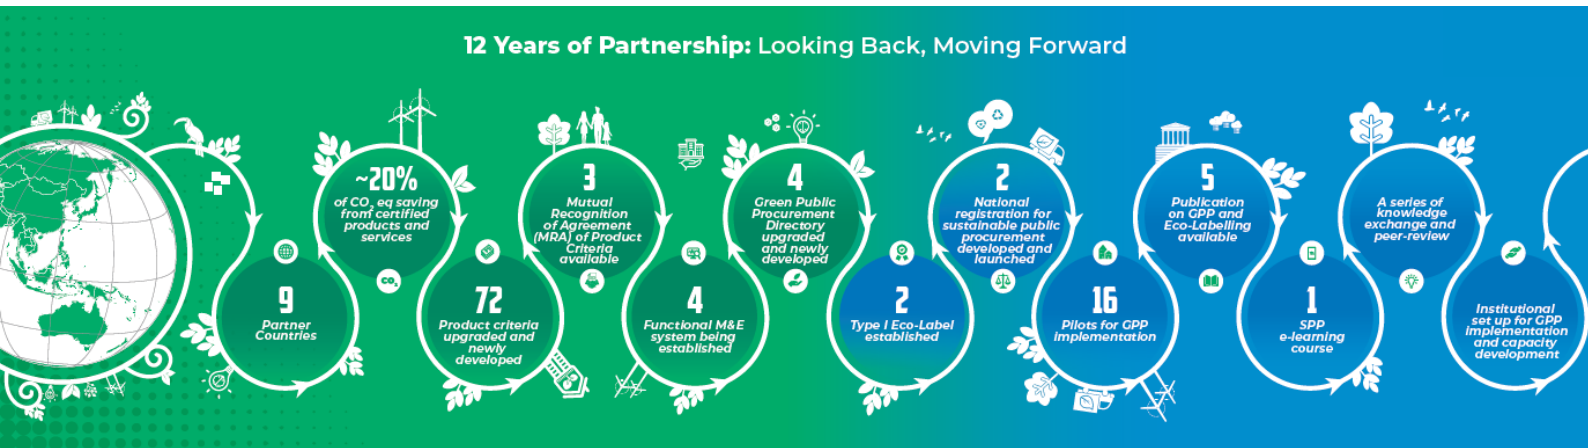 12 Years of Partnership: Looking Back, Moving Forward
9
Partner
Countries
~20%
of CO₂ eq saving
from certified
products and
services
CO₂
72
Product criteria
upgraded and
newly
developed
3
Mutual
Recognition
of Agreement
(MRA) of Product
Criteria
available
4
Functional M&E
system being
established
4
Green Public
Procurement
Directory
upgraded
and newly
developed
2
Type I Eco-Label
established
2
National
registration for
sustainable public
procurement
developed and
launched
16
Pilots for GPP
implementation
5
Publication
on GPP and
Eco-Labelling
available
1
SPP
e-learning
course
A series of
knowledge
exchange and
peer-review
Institutional
set up for GPP
implementation
and capacity
development